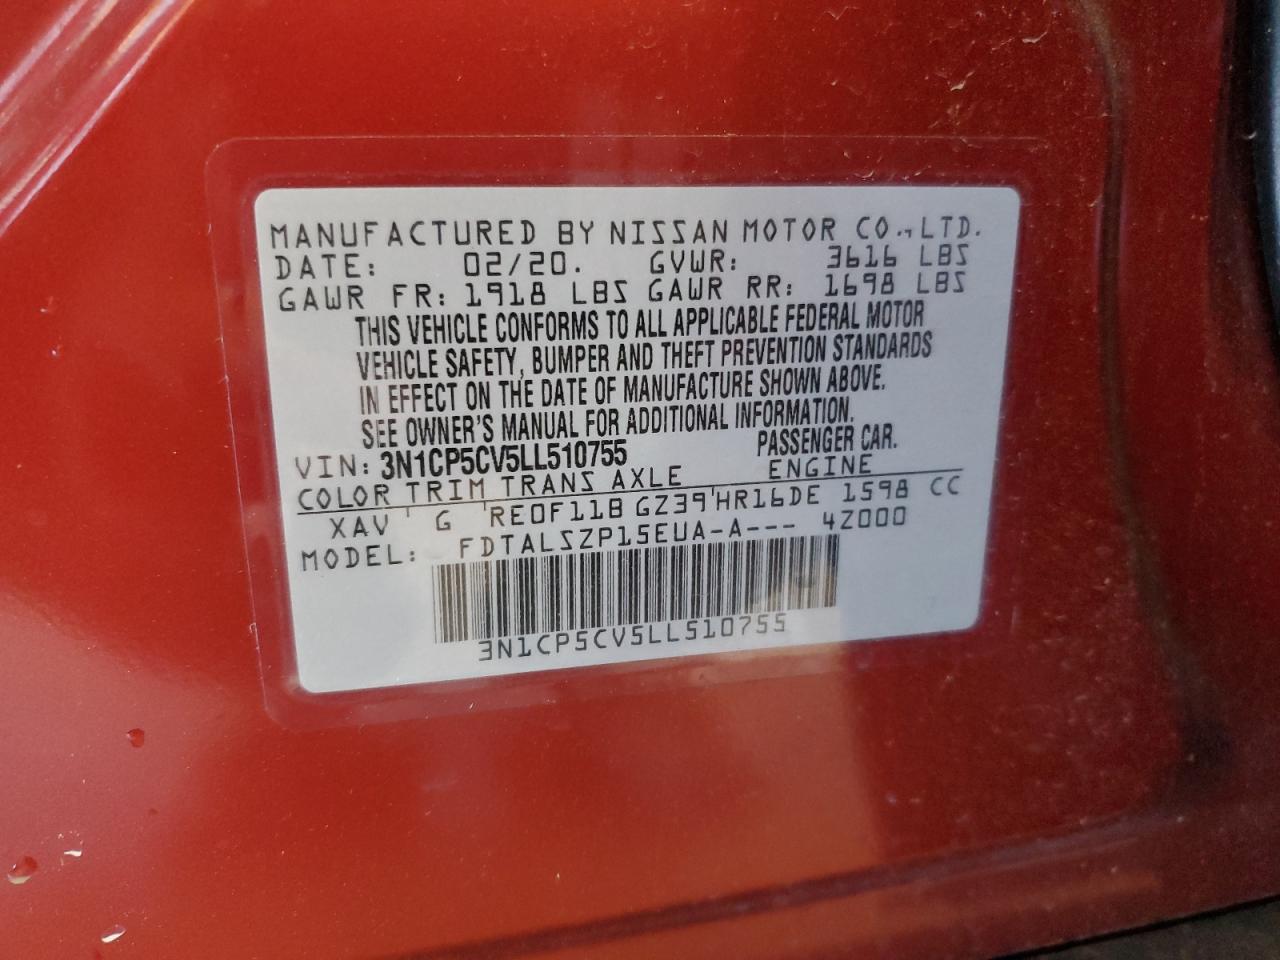 MANUFACTURED BY NISSAN MOTOR CO., LTD.
DATE: 02/20. GVWR: 3616 LBS
GAWR FR: 1918 LBS GAWR RR: 1698 LBS
THIS VEHICLE CONFORMS TO ALL APPLICABLE FEDERAL MOTOR
VEHICLE SAFETY, BUMPER AND THEFT PREVENTION STANDARDS
IN EFFECT ON THE DATE OF MANUFACTURE SHOWN ABOVE.
SEE OWNER'S MANUAL FOR ADDITIONAL INFORMATION.
VIN: 3N1CP5CV5LL510755 PASSENGER CAR.
COLOR TRIM TRANS AXLE ENGINE
XAV G RE0F11B GZ39 HR16DE 1598 CC
MODEL: FDTALSZP15EUA-A--- 4Z000
3N1CP5CV5LL510755